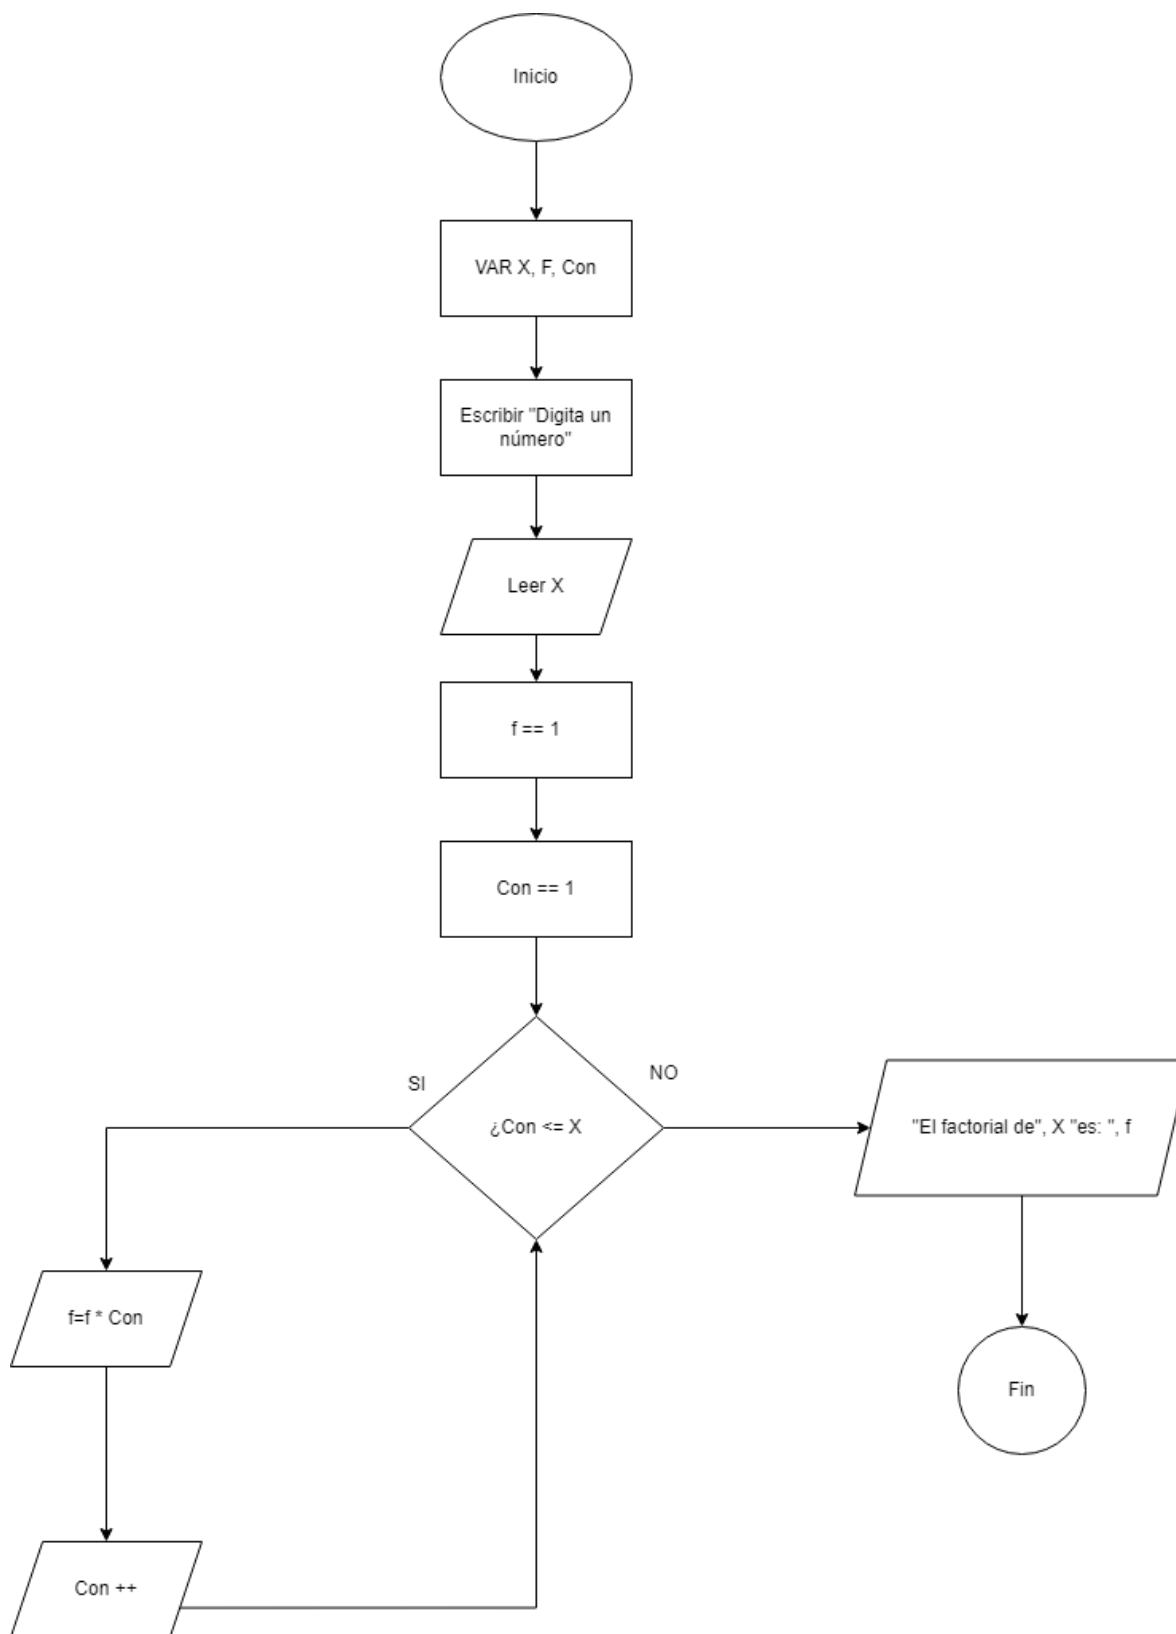 Inicio
VAR X, F, Con
Escribir "Digita un
número"
Leer X
f == 1
Con == 1
SI
¿Con <= X
NO
"El factorial de", X "es: ", f
f=f * Con
Fin
Con ++